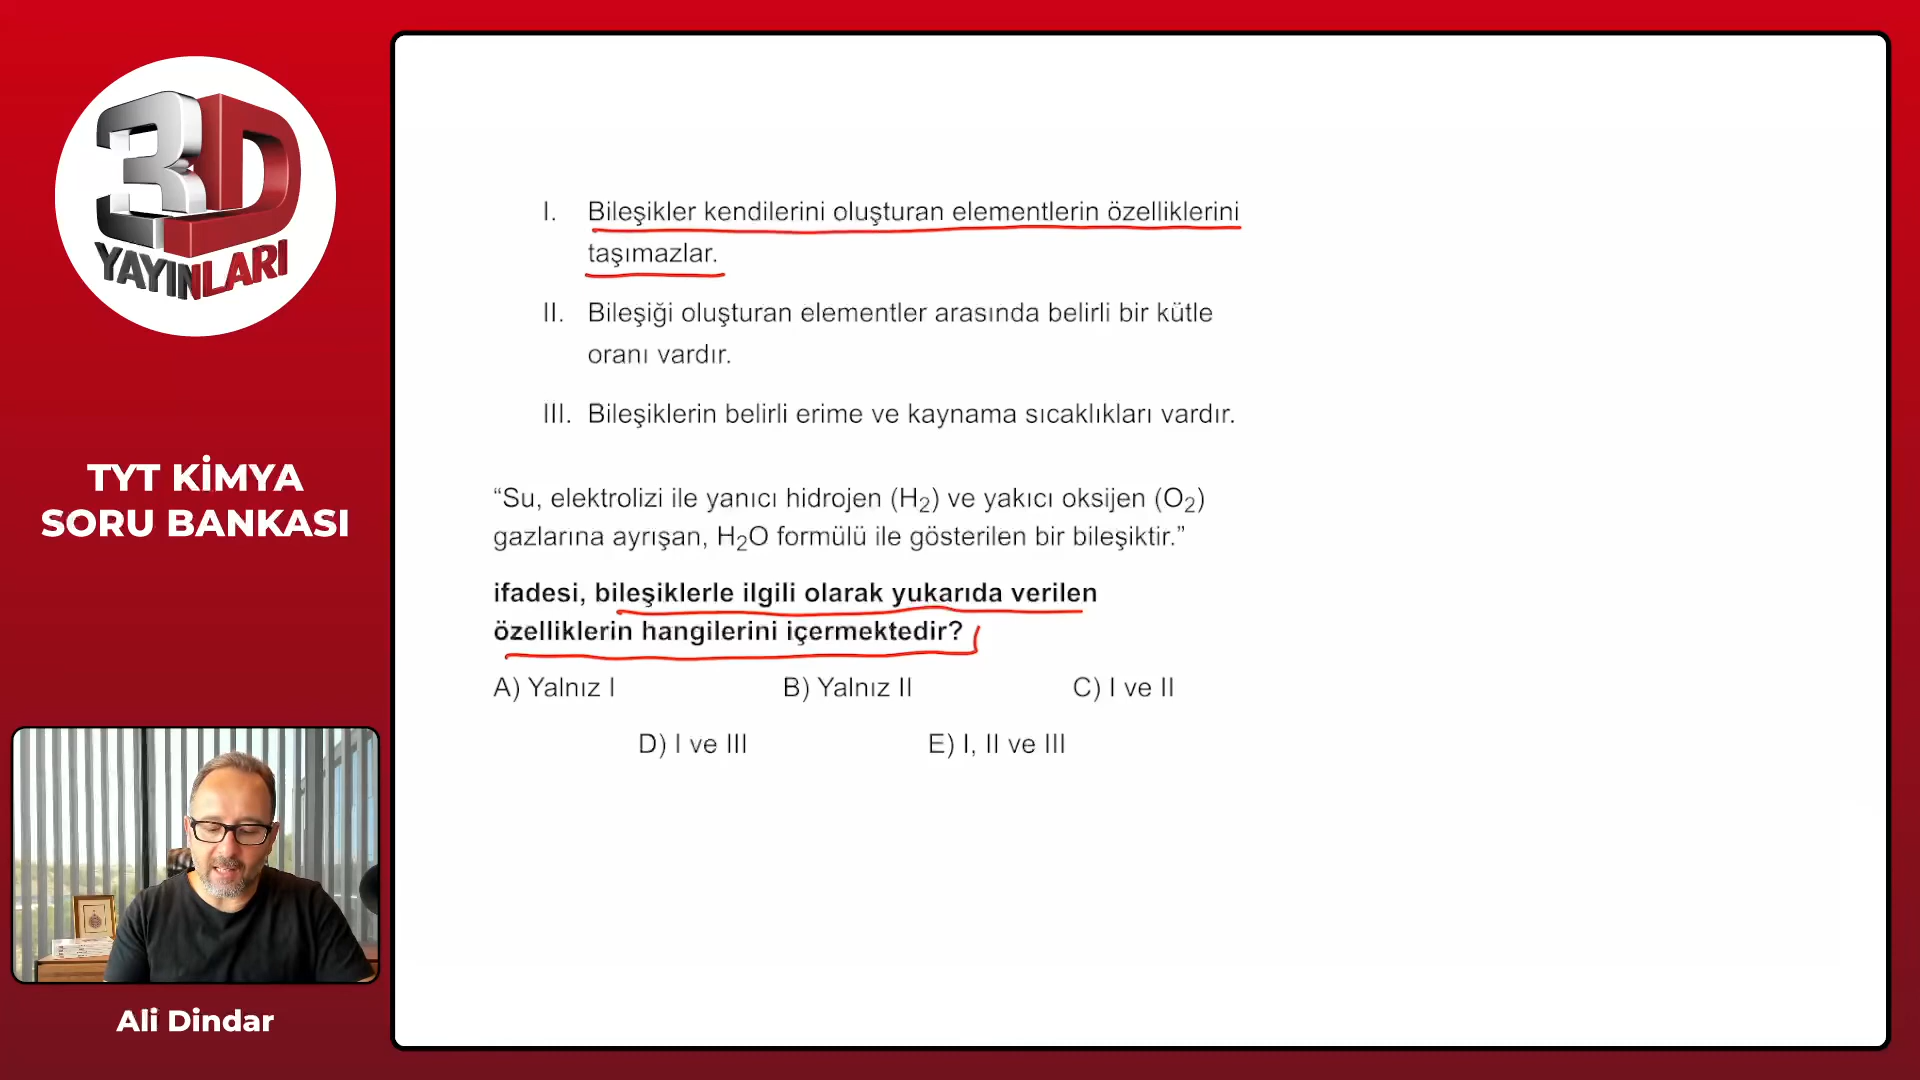 3D
YAYINLARI
TYT KİMYA
SORU BANKASI
Ali Dindar
I. Bileşikler kendilerini oluşturan elementlerin özelliklerini
taşımazlar.
II. Bileşiği oluşturan elementler arasında belirli bir kütle
oranı vardır.
III. Bileşiklerin belirli erime ve kaynama sıcaklıkları vardır.
“Su, elektrolizi ile yanıcı hidrojen (H₂) ve yakıcı oksijen (O₂)
gazlarına ayrışan, H₂O formülü ile gösterilen bir bileşiktir.”
ifadesi, bileşiklerle ilgili olarak yukarıda verilen
özelliklerin hangilerini içermektedir?
A) Yalnız I B) Yalnız II C) I ve II
D) I ve III E) I, II ve III